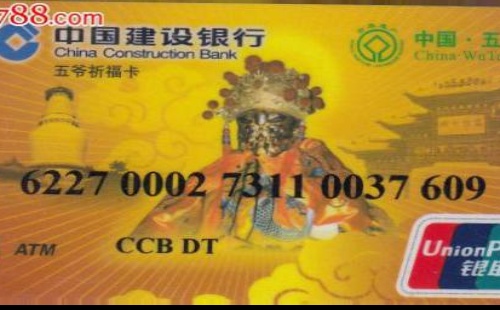 788.com
中国建设银行
China Construction Bank
五爷祈福卡
中国·五
China·WuT
6227 0002 7311 0037 609
ATM
CCB DT
UnionP
银联